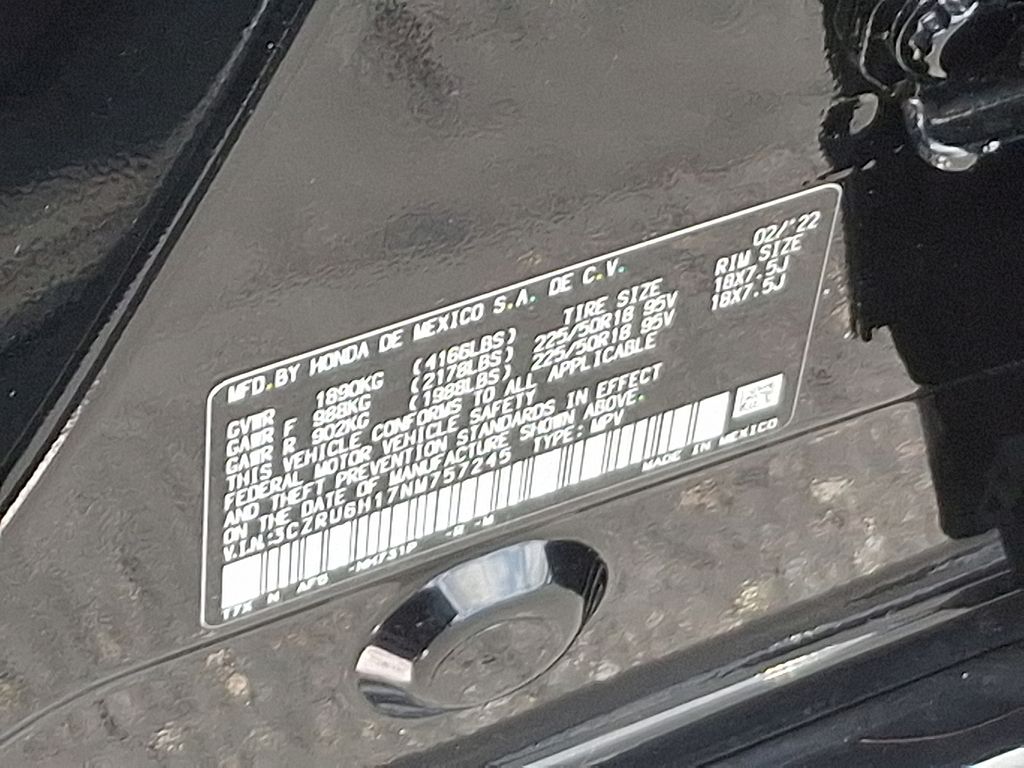 MFD.BY HONDA DE MEXICO S.A. DE C.V. 02/'22
TIRE SIZE RIM SIZE
GVWR 1890KG (4166LBS)
GAWR F 988KG (2178LBS) 225/50R18 95V 18X7.5J
GAWR R 902KG (1988LBS) 225/50R18 95V 18X7.5J
THIS VEHICLE CONFORMS TO ALL APPLICABLE
FEDERAL MOTOR VEHICLE SAFETY
AND THEFT PREVENTION STANDARDS IN EFFECT
ON THE DATE OF MANUFACTURE SHOWN ABOVE.
V.I.N:3CZRU6H17NM757245 TYPE: MPV
MADE IN MEXICO